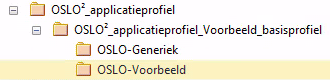 OSLO²_applicatieprofiel
OSLO²_applicatieprofiel_Voorbeeld_basisprofiel
OSLO-Generiek
OSLO-Voorbeeld